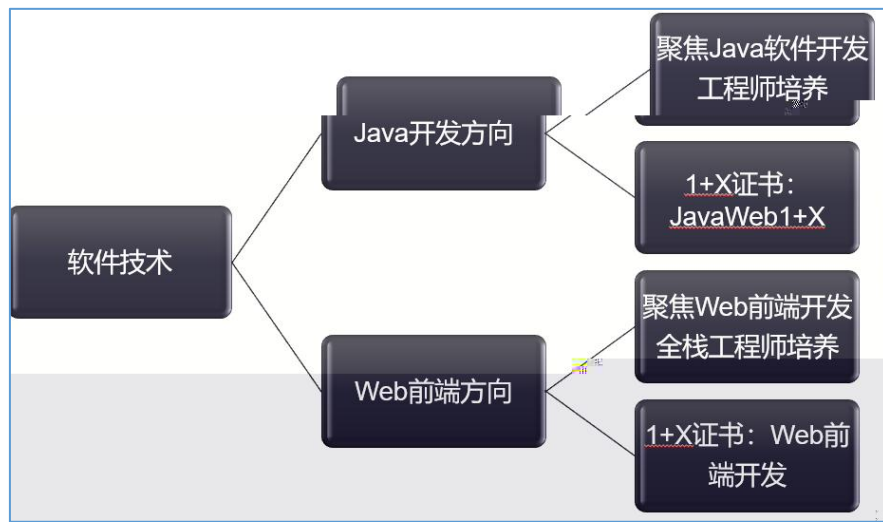 聚焦Java软件开发
工程师培养
Java开发方向
1+X证书：
JavaWeb1+X
软件技术
聚焦Web前端开发
全栈工程师培养
Web前端方向
1+X证书：Web前
端开发